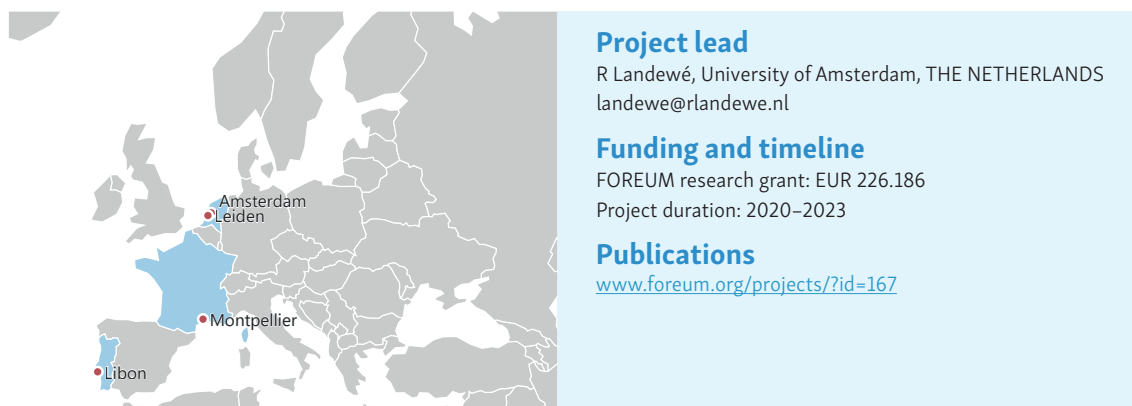 Amsterdam
Leiden
Montpellier
Libon
Project lead
R Landewé, University of Amsterdam, THE NETHERLANDS
landewe@rlandewe.nl
Funding and timeline
FOREUM research grant: EUR 226.186
Project duration: 2020–2023
Publications
www.foreum.org/projects/?id=167